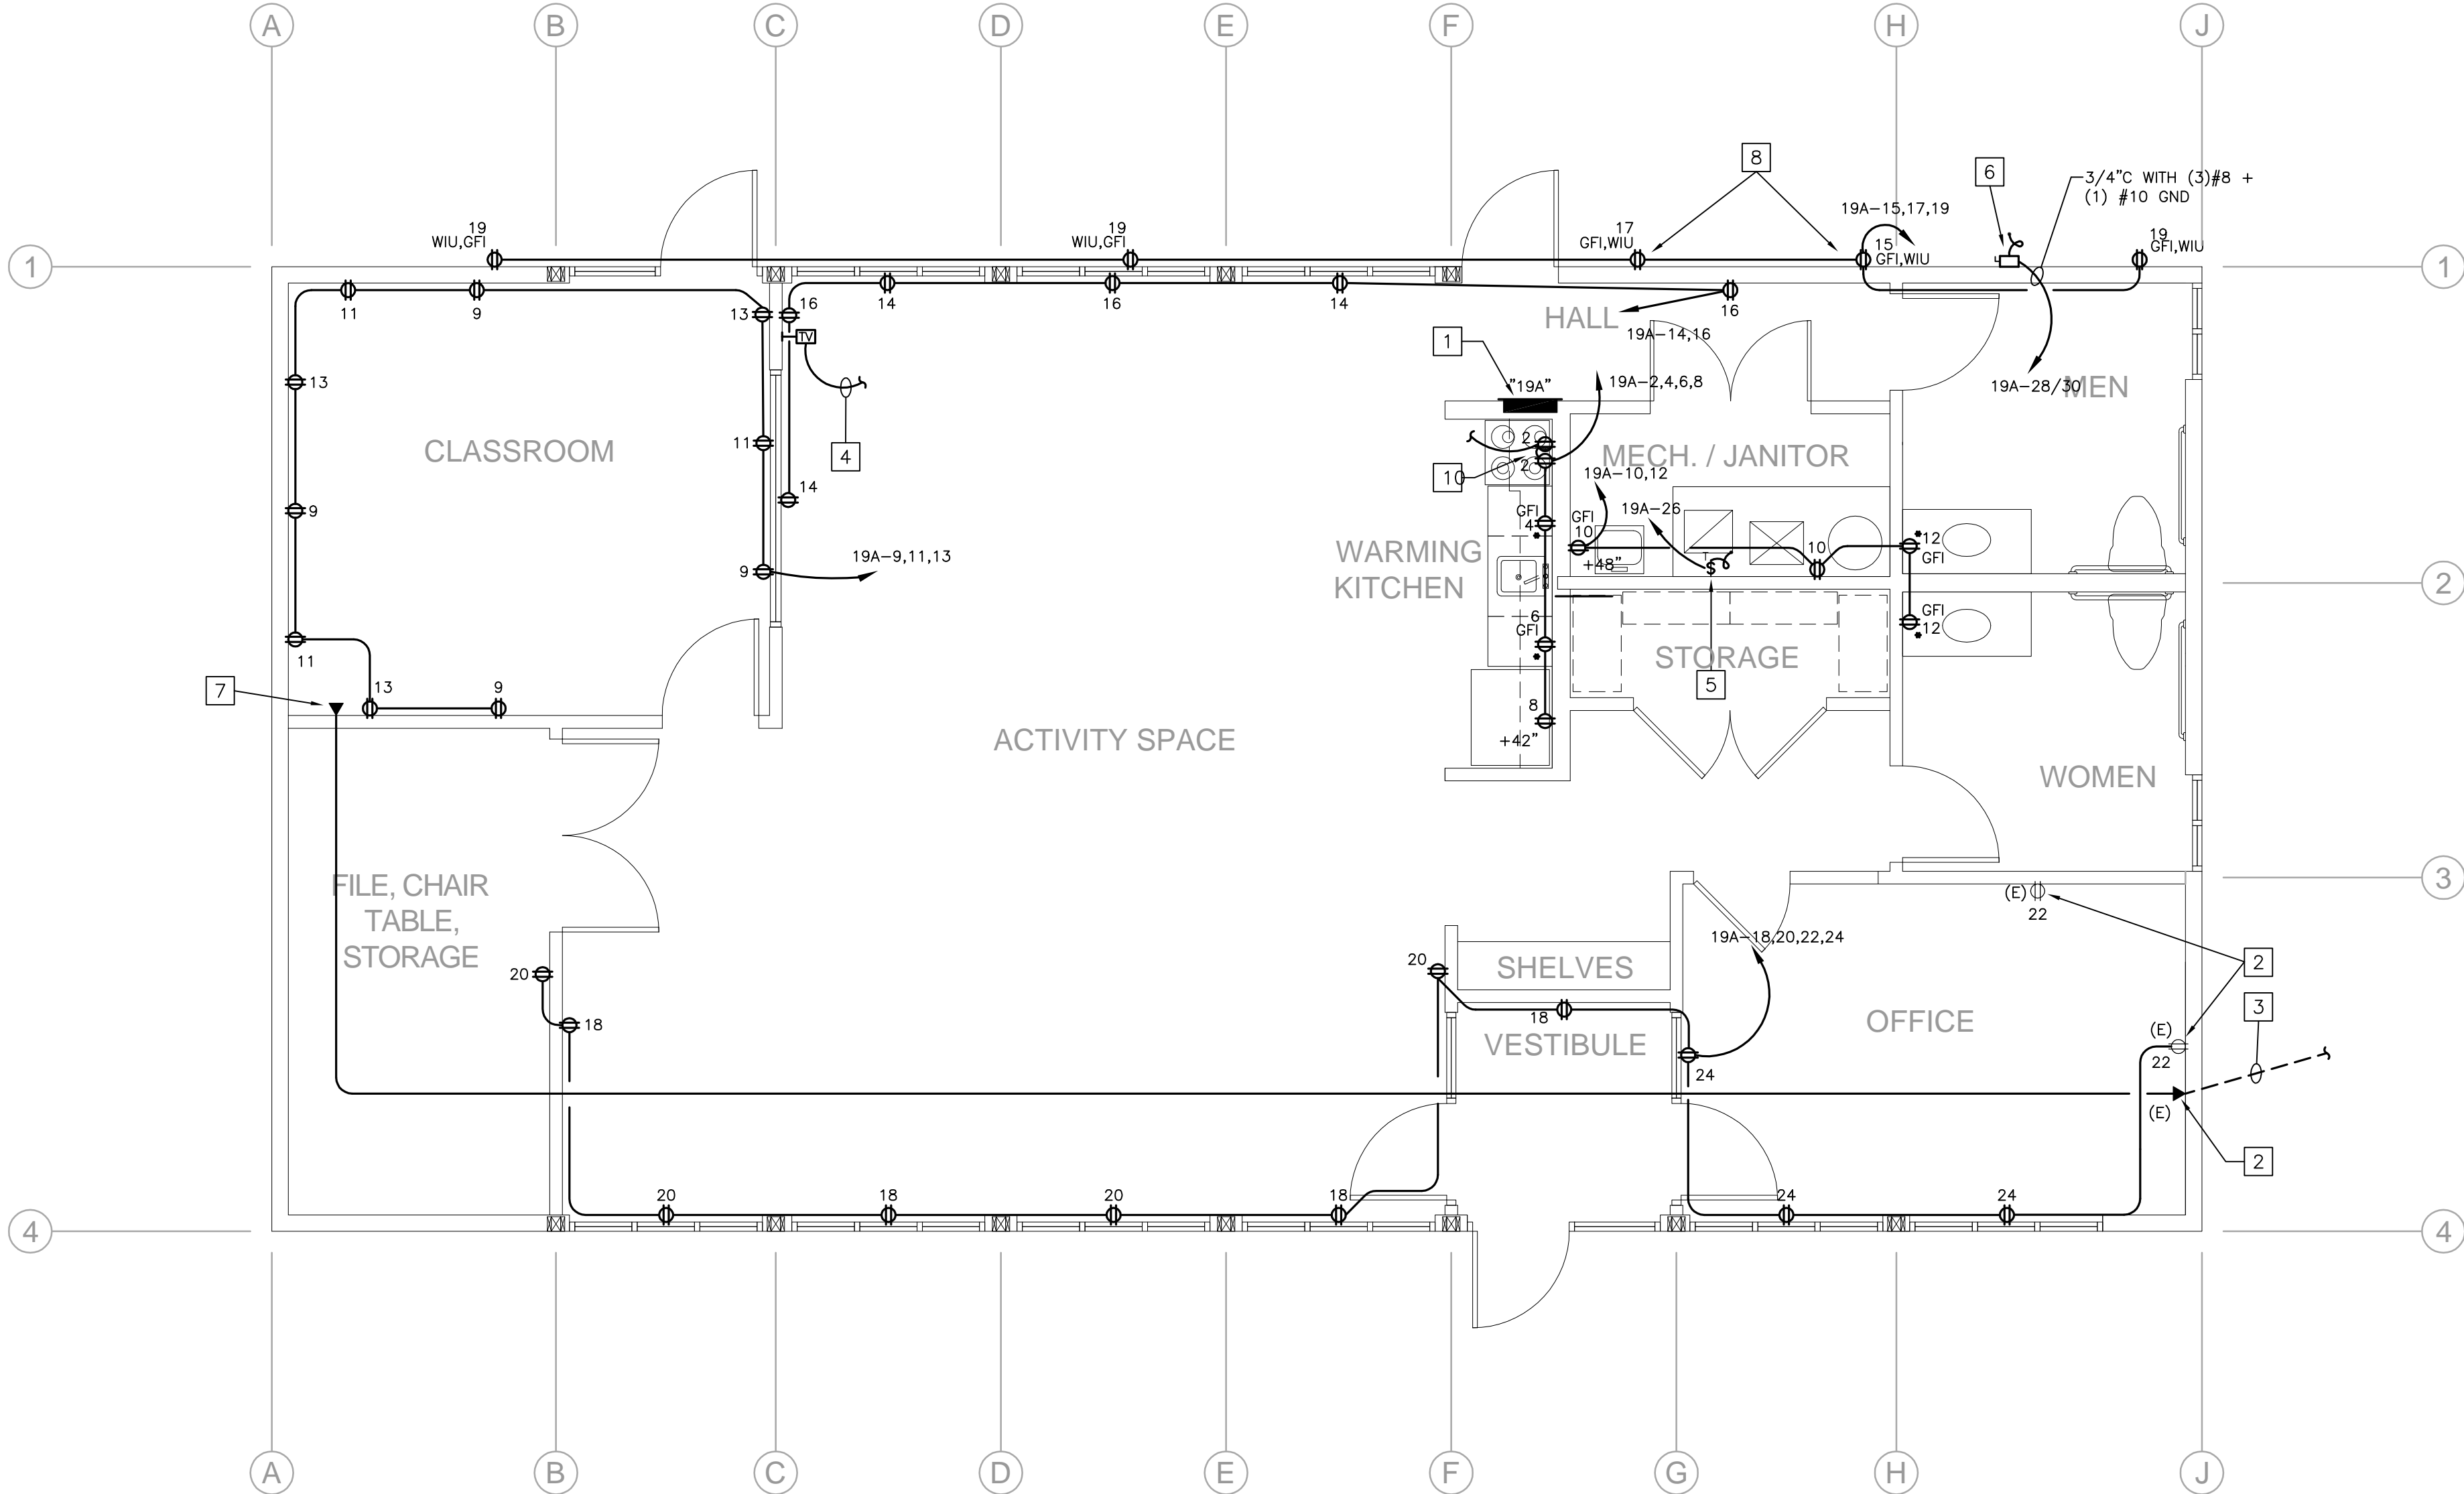 A
B
C
D
E
F
H
J
8
6
3/4"C WITH (3)#8 +
(1) #10 GND
19
WIU,GFI
19
WIU,GFI
17
GFI,WIU
19A-15,17,19
15
GFI,WIU
19
GFI,WIU
1
1
11
9
13
16
14
16
14
16
TV
HALL
19A-14,16
1
"19A"
19A-2,4,6,8
13
19A-28/30
MEN
CLASSROOM
11
4
2
2
10
MECH. / JANITOR
19A-10,12
14
9
GFI
4
*
GFI
10
19A-26
WARMING
KITCHEN
+48"
T
$
10
*
12
GFI
9
19A-9,11,13
2
2
6
GFI
*
GFI
12
*
11
STORAGE
5
7
13
9
8
+42"
ACTIVITY SPACE
WOMEN
FILE, CHAIR
TABLE,
STORAGE
3
3
(E)
22
19A-18,20,22,24
20
20
SHELVES
2
18
18
VESTIBULE
OFFICE
3
24
(E)
22
(E)
2
20
18
20
18
24
24
4
4
A
B
C
D
E
F
G
H
J